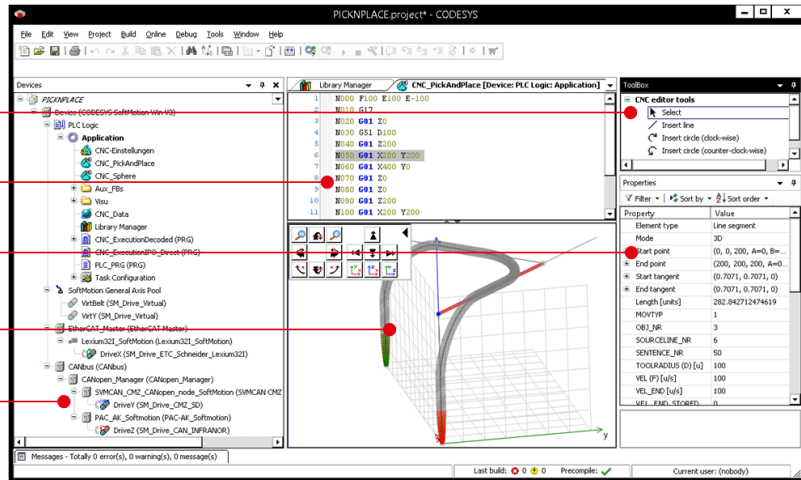 PICKNPLACE.project* - CODESYS
File Edit View Project Build Online Debug Tools Window Help
Devices
PICKNPLACE
Device (CODESYS SoftMotion Win V3)
PLC Logic
Application
CNC-Einstellungen
CNC_PickAndPlace
CNC_Sphere
Aux_FBs
Visu
CNC_Data
Library Manager
CNC_ExecutionDecoded (PRG)
CNC_ExecutionIPO_Direct (PRG)
PLC_PRG (PRG)
Task Configuration
SoftMotion General Axis Pool
VirtBelt (SM_Drive_Virtual)
VirtY (SM_Drive_Virtual)
EtherCAT_Master (EtherCAT Master)
Lexium32I_SoftMotion (Lexium32I_SoftMotion)
DriveX (SM_Drive_ETC_Schneider_Lexium32I)
CANbus (CANbus)
CANopen_Manager (CANopen_Manager)
SVMCAN_CMZ_CANopen_node_SoftMotion (SVMCAN CMZ
DriveY (SM_Drive_CMZ_SD)
PAC_AK_Softmotion (PAC-AK_Softmotion)
DriveZ (SM_Drive_CAN_INFRANOR)
Library Manager
CNC_PickAndPlace [Device: PLC Logic: Application]
1 N000 F100 E100 E-100
2 N010 G17
3 N020 G01 Z0
4 N030 G51 D100
5 N040 G01 Z200
6 N050 G01 X200 Y200
7 N060 G01 X400 Y0
8 N070 G01 Z0
9 N080 G01 Z0
10 N090 G01 Z200
11 N100 G01 X200 Y200
y
ToolBox
CNC editor tools
Select
Insert line
Insert circle (clock-wise)
Insert circle (counter-clock-wise)
Properties
Filter Sort by Sort order
Property Value
Element type Line segment
Mode 3D
Start point (0, 0, 200, A=0, B=...
End point (200, 200, 200, A=0...
Start tangent (0.7071, 0.7071, 0)
End tangent (0.7071, 0.7071, 0)
Length [units] 282.842712474619
MOVTYP 1
OBJ_NR 3
SOURCELINE_NR 6
SENTENCE_NR 50
TOOLRADIUS (D) [u] 100
VEL (F) [u/s] 100
VEL_END [u/s] 100
VEL_END_STORED 0
Messages - Totally 0 error(s), 0 warning(s), 0 message(s)
Last build: 0 0 Precompile: Current user: (nobody)